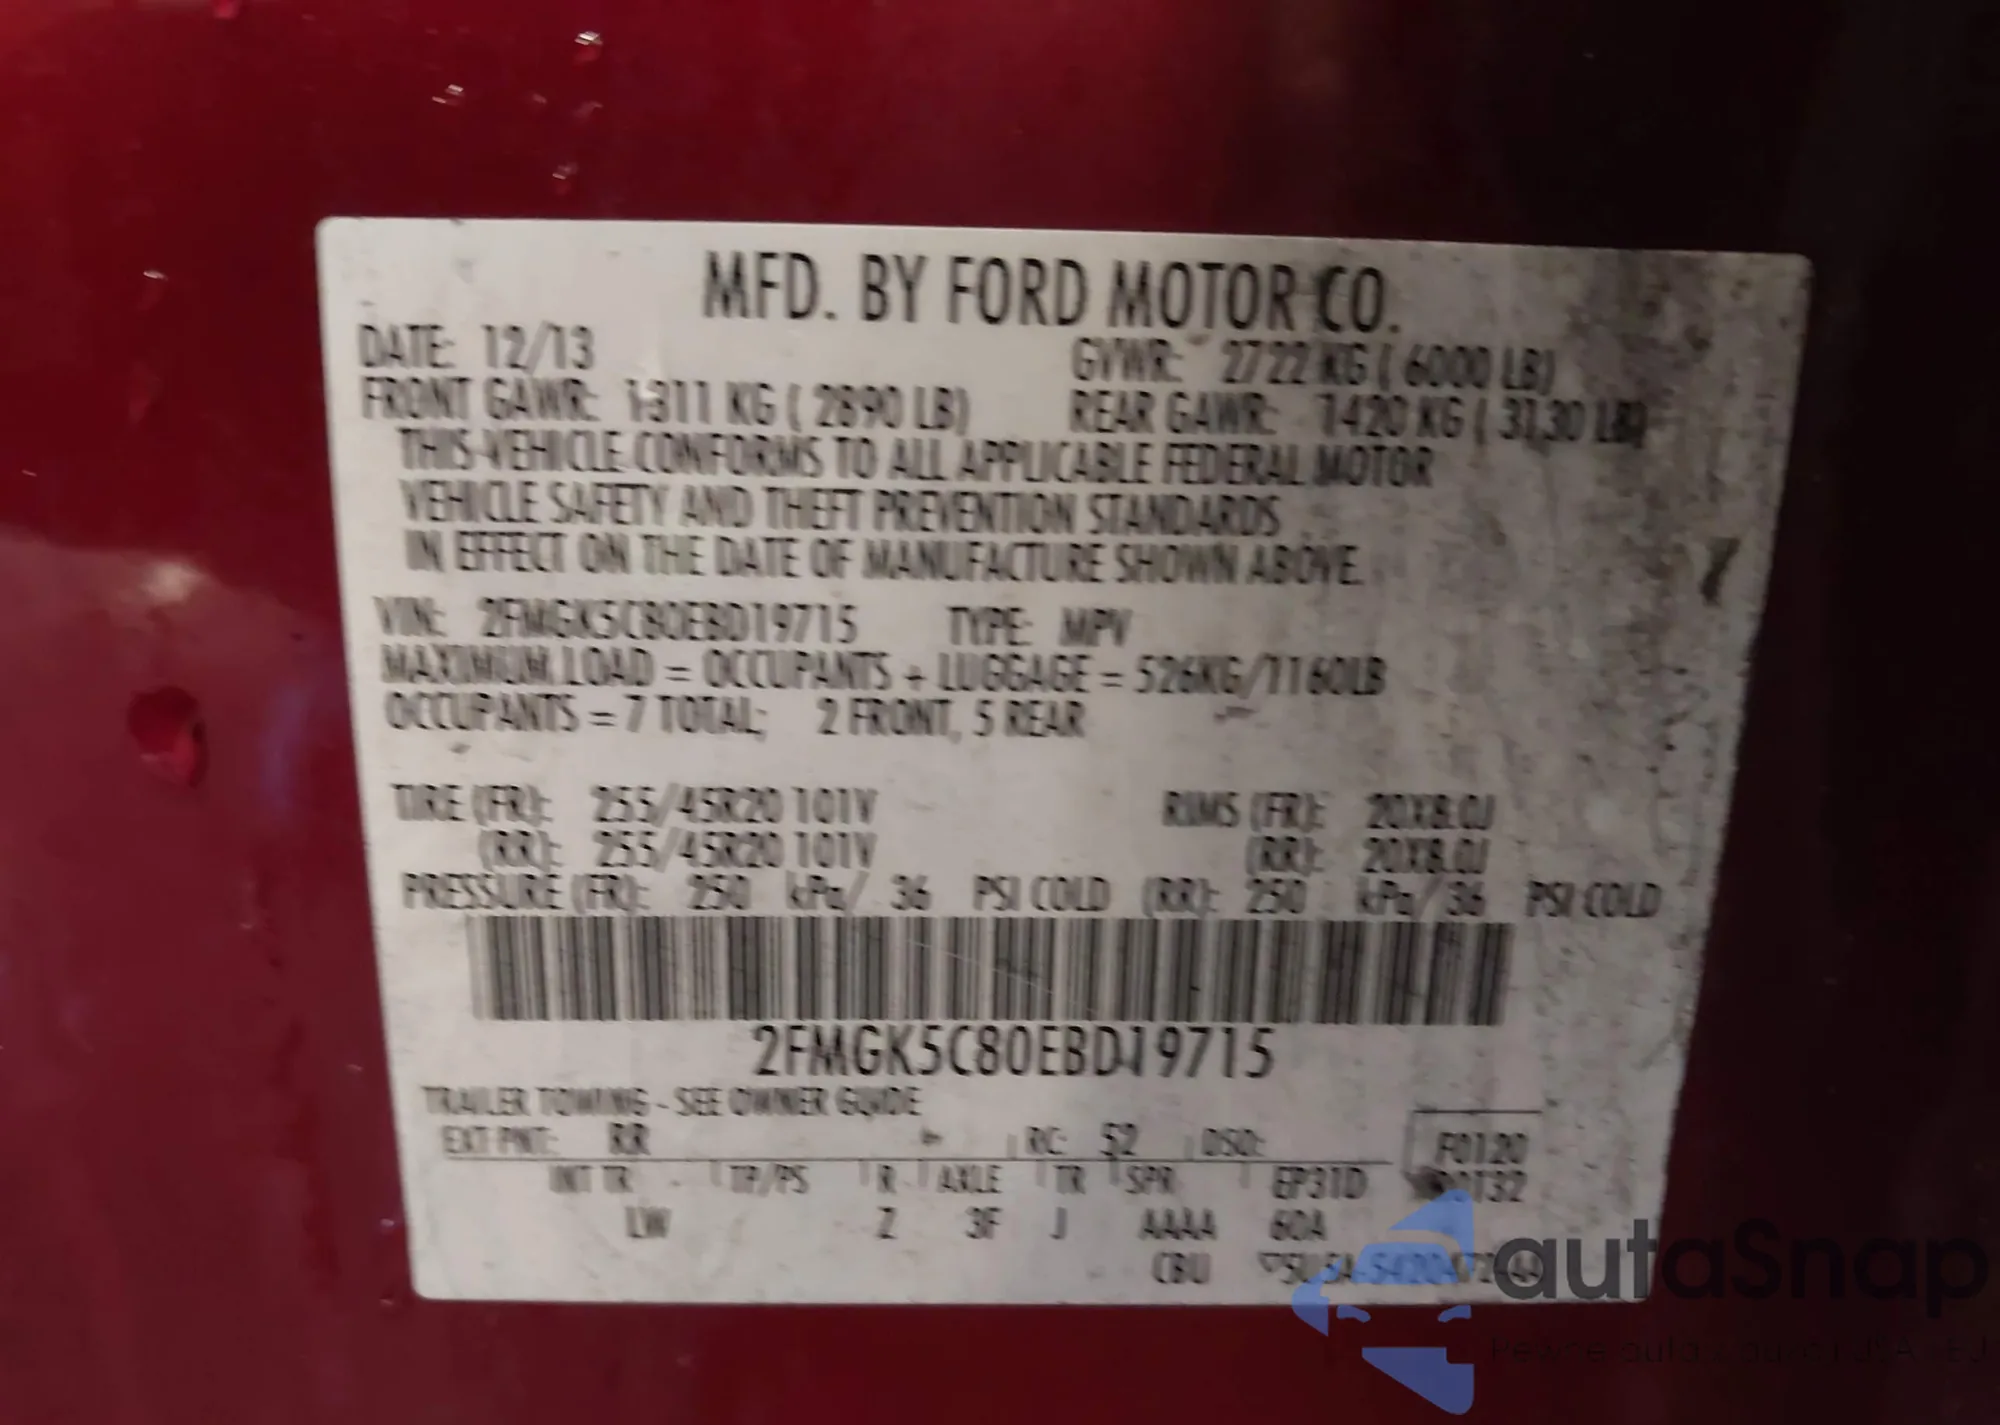 MFD. BY FORD MOTOR CO.
DATE: 12/13 GVWR: 2722 KG ( 6000 LB)
FRONT GAWR: 1311 KG ( 2890 LB) REAR GAWR: 1420 KG ( 3130 LB)
THIS VEHICLE CONFORMS TO ALL APPLICABLE FEDERAL MOTOR
VEHICLE SAFETY AND THEFT PREVENTION STANDARDS
IN EFFECT ON THE DATE OF MANUFACTURE SHOWN ABOVE.
VIN: 2FMGK5C80EBD19715 TYPE: MPV
MAXIMUM LOAD = OCCUPANTS + LUGGAGE = 526KG/1160LB
OCCUPANTS = 7 TOTAL; 2 FRONT, 5 REAR
TIRE (FR): 255/45R20 101V RIMS (FR): 20X8.0J
(RR): 255/45R20 101V (RR): 20X8.0J
PRESSURE (FR): 250 kPa/ 36 PSI COLD (RR): 250 kPa/ 36 PSI COLD
2FMGK5C80EBD19715
TRAILER TOWING - SEE OWNER GUIDE
EXT PNT: RR RC: 52 DSO: F0120
INT TR TP/PS R AXLE TR SPR EP31D
LW Z 3F J AAAA 60A
CBU
autaSnap